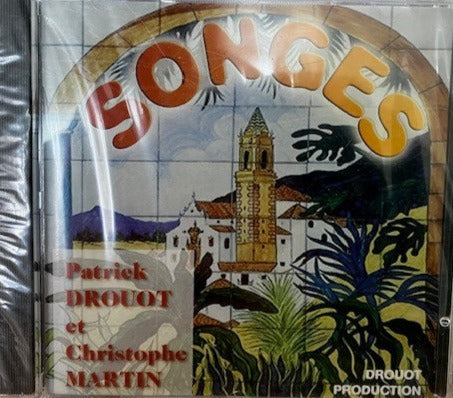 SONGES
Patrick
DROUOT
et
Christophe
MARTIN
DROUOT
PRODUCTION